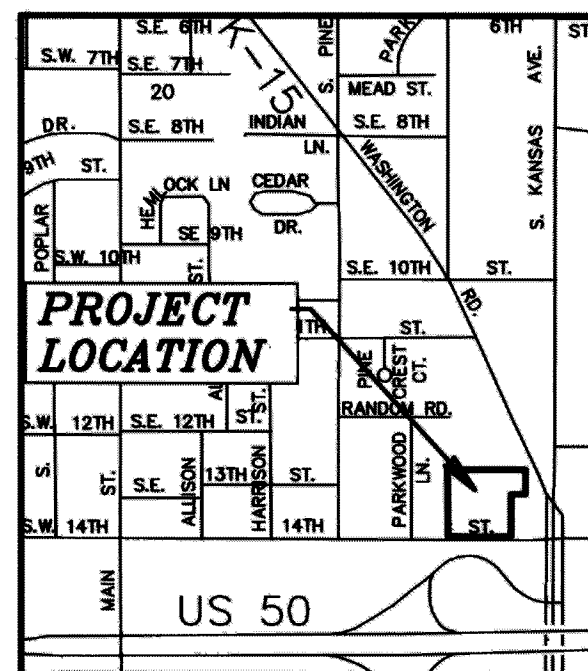 S.E. 6TH
K-15
S. PINE
PARK
6TH
ST
S.W. 7TH
S.E. 7TH
20
MEAD ST.
S. KANSAS AVE.
DR.
S.E. 8TH
INDIAN LN.
S.E. 8TH
9TH ST.
WASHINGTON RD.
HEMLOCK LN
CEDAR DR.
POPLAR
SE 9TH
ST.
S.W. 10TH
S.E. 10TH ST.
PROJECT
LOCATION
1TH ST.
PINE CREST CT.
RANDOM RD.
S.W. 12TH
S.E. 12TH ST.
ST.
S.
ST.
S.E. 13TH ST.
ALLISON
HARRISON
PARKWOOD LN.
S.W. 14TH
14TH
ST.
MAIN
US 50